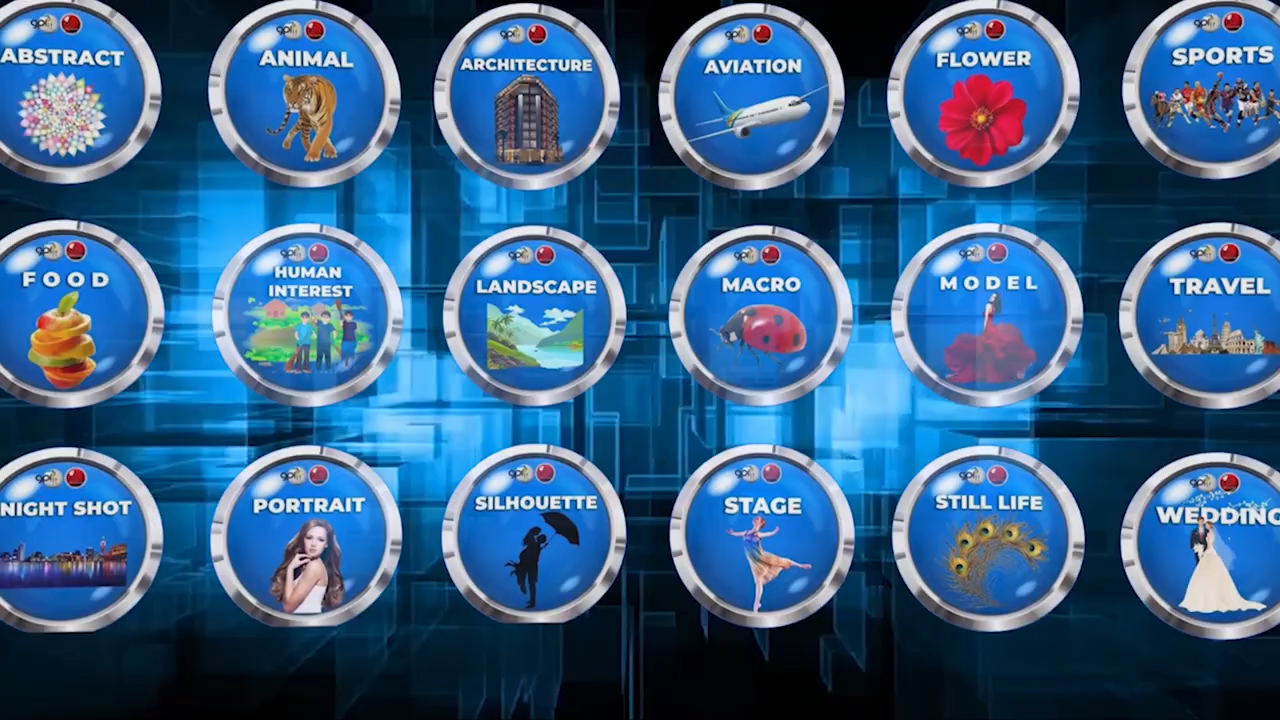 ABSTRACT
ANIMAL
ARCHITECTURE
AVIATION
FLOWER
SPORTS
FOOD
HUMAN
INTEREST
LANDSCAPE
MACRO
MODEL
TRAVEL
NIGHT SHOT
PORTRAIT
SILHOUETTE
STAGE
STILL LIFE
WEDDING